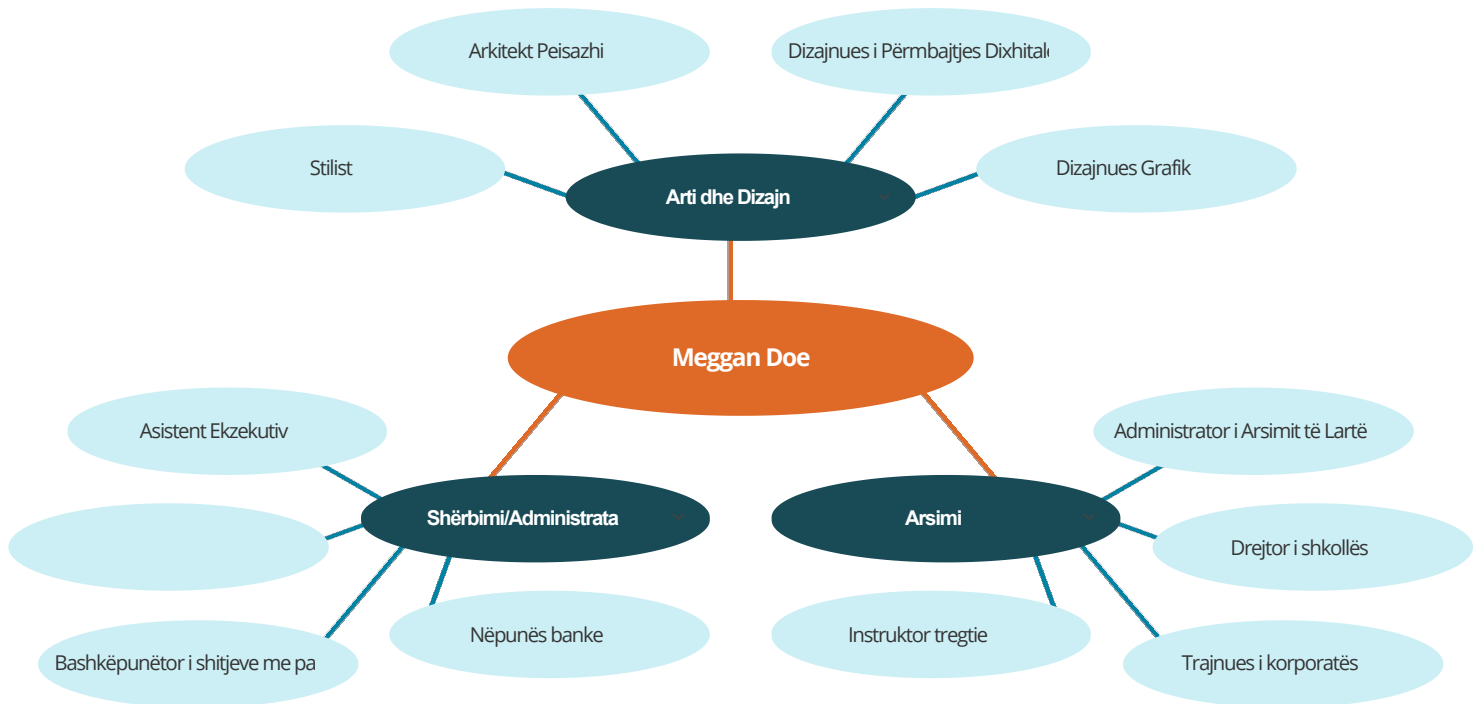 Arkitekt Peisazhi
Dizajnues i Përmbajtjes Dixhitale
Stilist
Dizajnues Grafik
Arti dhe Dizajn
Meggan Doe
Asistent Ekzekutiv
Administrator i Arsimit të Lartë
Shërbimi/Administrata
Arsimi
Drejtor i shkollës
Nëpunës banke
Instruktor tregtie
Bashkëpunëtor i shitjeve me pa
Trajnues i korporatës